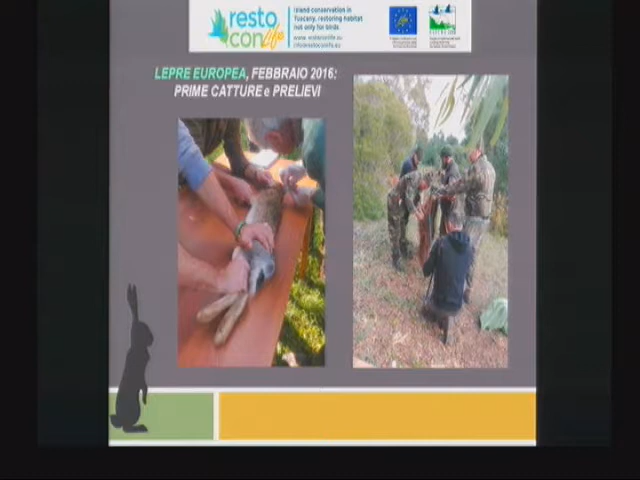 resto
con life
Island conservation in
Tuscany, restoring habitat
not only for birds
www.restoconlife.eu
info@restoconlife.eu
LEPRE EUROPEA, FEBBRAIO 2016:
PRIME CATTURE e PRELIEVI